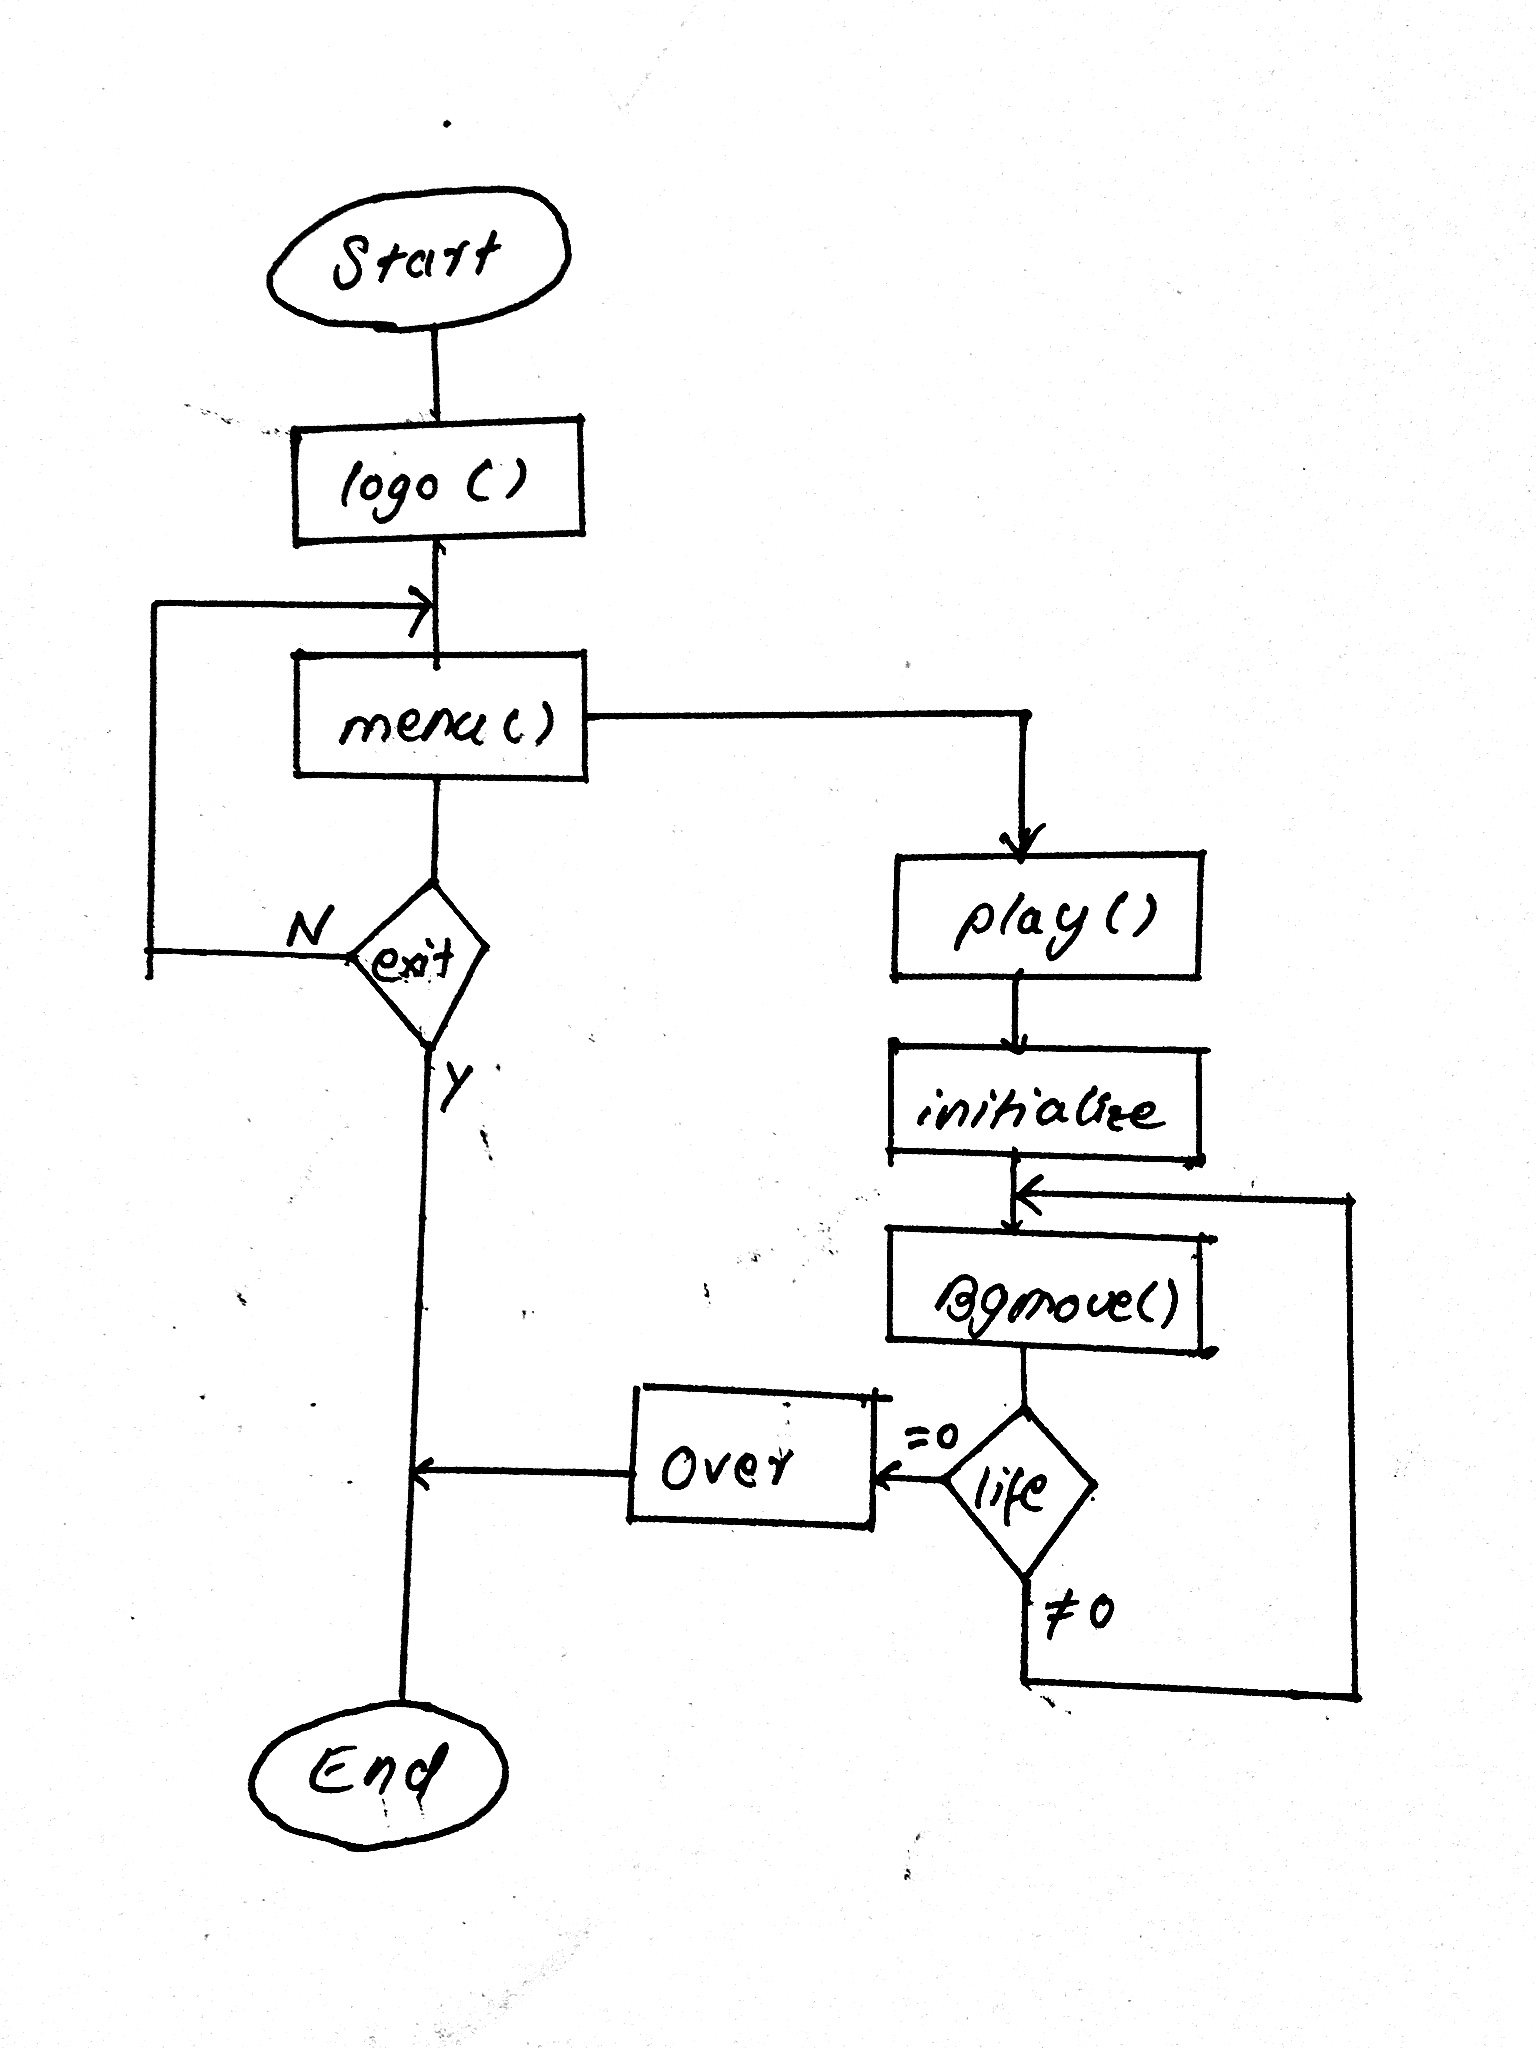 Start
logo ()
menu ()
N
exit
Y
play ()
initialize
Bgmove()
=0
Over
life
≠0
End